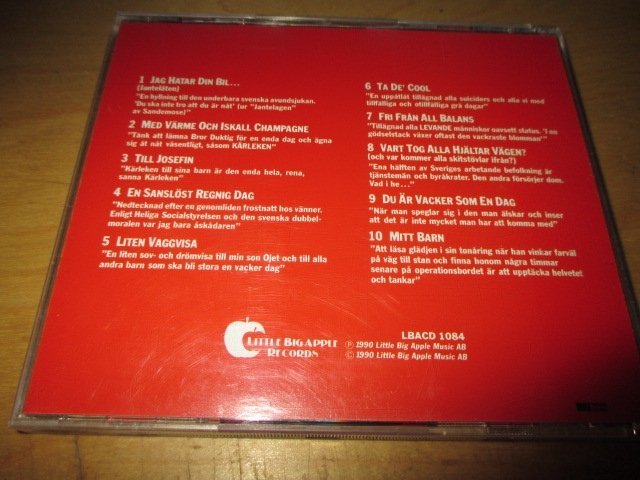 1 JAG HATAR DIN BIL...
(Jantelåten)
"En hyllning till den underbara svenska avundsjukan.
'Du ska inte tro att du är nåt' (ur "Jantelagen"
av Sandemose)"
2 MED VÄRME OCH ISKALL CHAMPAGNE
"Tänk att lämna Bror Duktig för en enda dag och ägna
sig åt nåt väsentligt, såsom KÄRLEKEN"
3 TILL JOSEFIN
"Kärleken till sina barn är den enda hela, rena,
sanna Kärleken"
4 EN SANSLÖST REGNIG DAG
"Nedtecknad efter en genomliden frostnatt hos vänner.
Enligt Heliga Socialstyrelsen och den svenska dubbel-
moralen var jag bara åskådaren"
5 LITEN VAGGVISA
"En liten sov- och drömvisa till min son Ojet och till alla
andra barn som ska bli stora en vacker dag"
6 TA DE' COOL
"En uppåtlåt tillägnad alla suiciders och alla vi med
tillfälliga och otillfälliga grå dagar"
7 FRI FRÅN ALL BALANS
"Tillägnad alla LEVANDE människor oavsett status. 'I en
gödselstack växer oftast den vackraste blomman'"
8 VART TOG ALLA HJÄLTAR VÄGEN?
(och var kommer alla skitstövlar ifrån?)
"Ena hälften av Sveriges arbetande befolkning är
tjänstemän och byråkrater. Den andra försörjer dom.
Vad i he..."
9 DU ÄR VACKER SOM EN DAG
"När man speglar sig i den man älskar och inser
att det är inte mycket man har att komma med"
10 MITT BARN
"Att läsa glädjen i sin tonåring när han vinkar farväl
på väg till stan och finna honom några timmar
senare på operationsbordet är att upptäcka helvetet
och tankar"
LITTLE BIG APPLE
RECORDS
LBACD 1084
Ⓟ 1990 Little Big Apple Music AB
© 1990 Little Big Apple Music AB